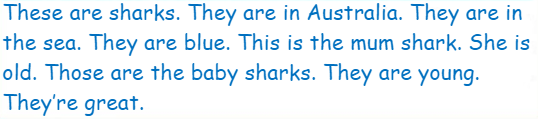 These are sharks. They are in Australia. They are in
the sea. They are blue. This is the mum shark. She is
old. Those are the baby sharks. They are young.
They're great.